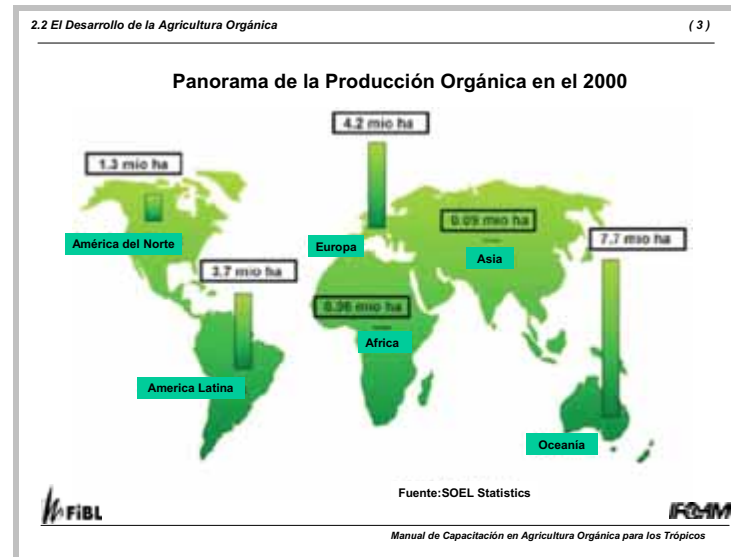 2.2 El Desarrollo de la Agricultura Orgánica ( 3 )
Panorama de la Producción Orgánica en el 2000
4.2 mio ha
1.3 mio ha
América del Norte
Europa
0.09 mio ha
Asia
7.7 mio ha
3.7 mio ha
mio ha
Africa
America Latina
Oceanía
Fuente:SOEL Statistics
FiBL
IFOAM
Manual de Capacitación en Agricultura Orgánica para los Trópicos